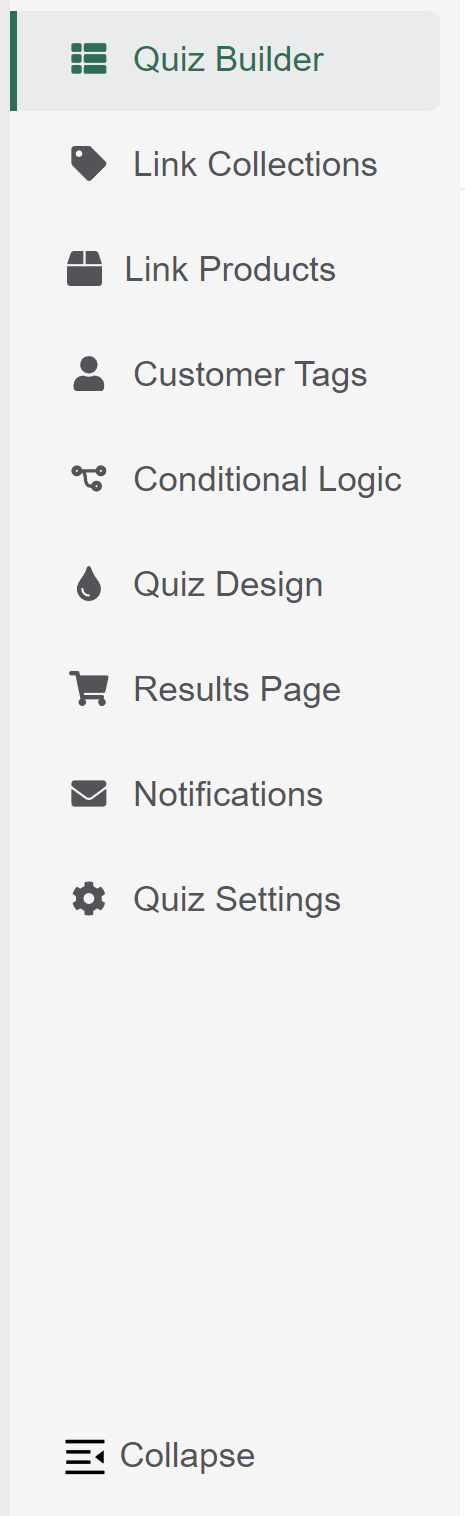 Quiz Builder
Link Collections
Link Products
Customer Tags
Conditional Logic
Quiz Design
Results Page
Notifications
Quiz Settings
Collapse